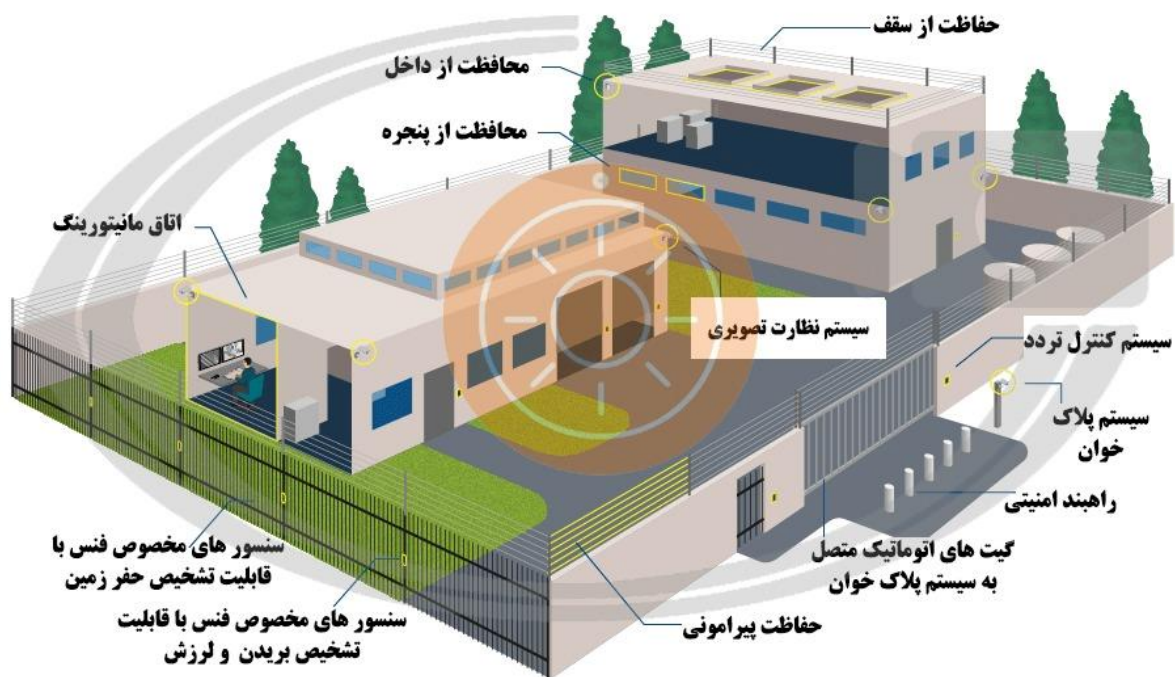 حفاظت از سقف
محافظت از داخل
محافظت از پنجره
اتاق مانیتورینگ
سیستم نظارت تصویری
سیستم کنترل تردد
سیستم پلاک
خوان
راهبند امنیتی
گیت های اتوماتیک متصل
به سیستم پلاک خوان
حفاظت پیرامونی
سنسور های مخصوص فنس با
قابلیت تشخیص حفر زمین
سنسور های مخصوص فنس با قابلیت
تشخیص بریدن و لرزش